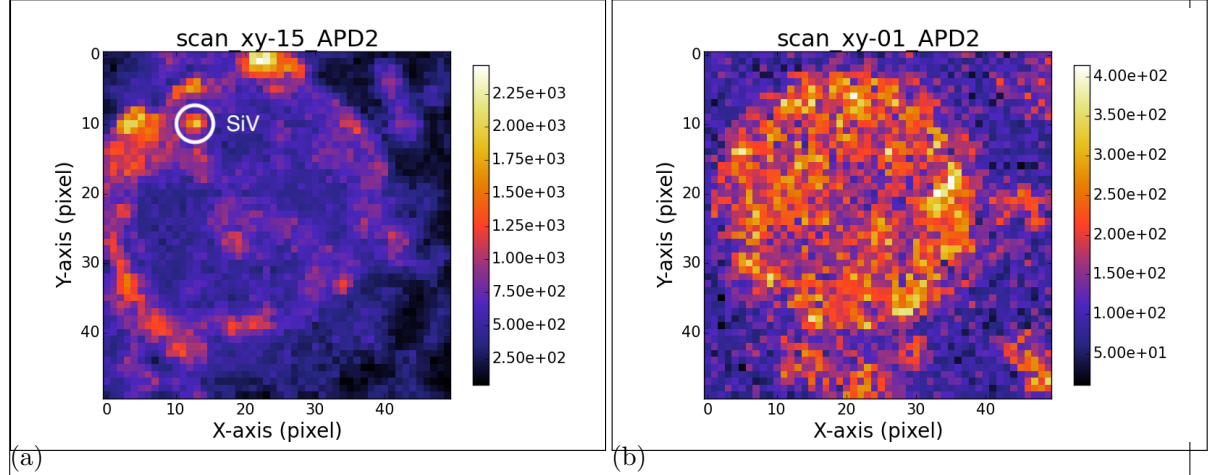 scan_xy-15_APD2
0
10
20
30
40
0 10 20 30 40
Y-axis (pixel)
X-axis (pixel)
SiV
2.25e+03
2.00e+03
1.75e+03
1.50e+03
1.25e+03
1.00e+03
7.50e+02
5.00e+02
2.50e+02
(a)
scan_xy-01_APD2
0
10
20
30
40
0 10 20 30 40
Y-axis (pixel)
X-axis (pixel)
4.00e+02
3.50e+02
3.00e+02
2.50e+02
2.00e+02
1.50e+02
1.00e+02
5.00e+01
(b)